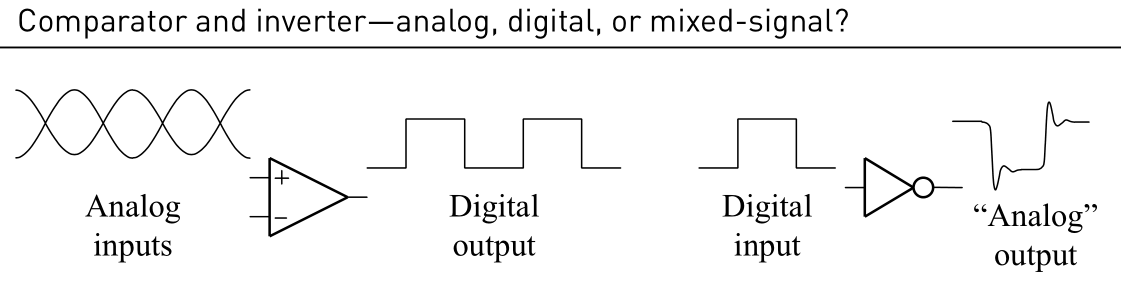 Comparator and inverter—analog, digital, or mixed-signal?
+
−
Analog
inputs
Digital
output
Digital
input
“Analog”
output